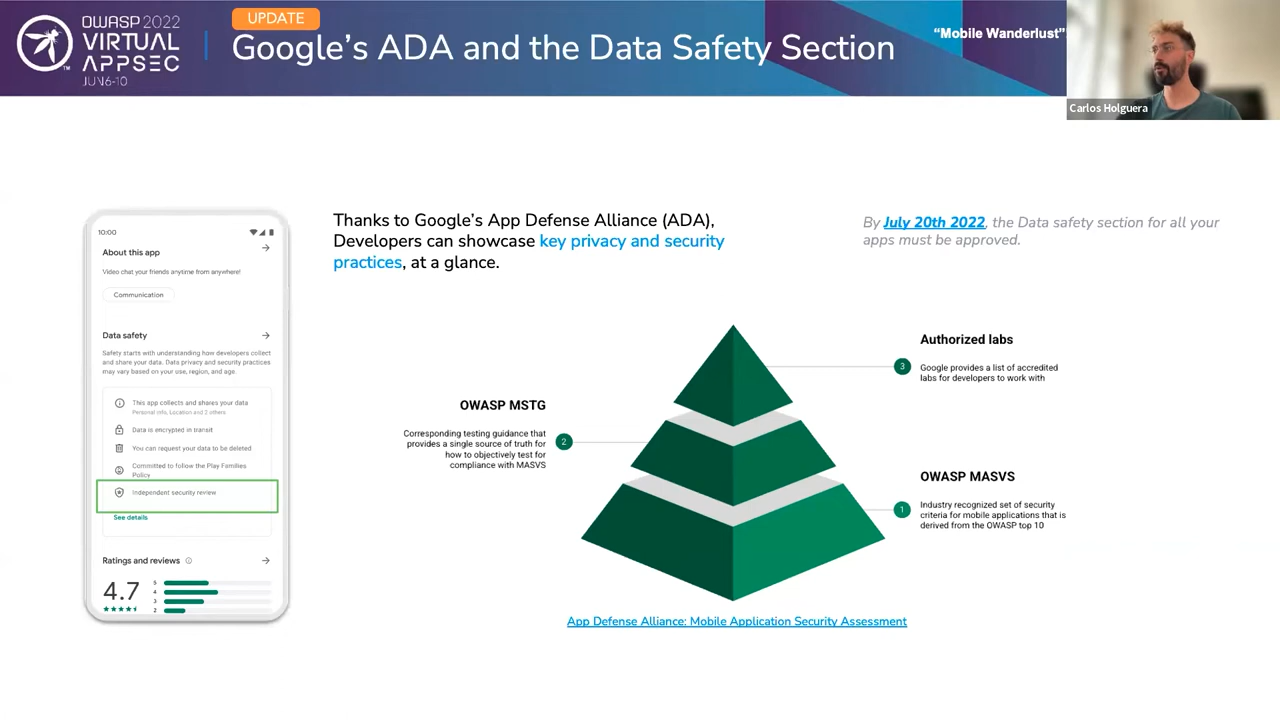 OWASP 2022
VIRTUAL
APPSEC
JUN 6-10
UPDATE
Google's ADA and the Data Safety Section
“Mobile Wanderlust”
Carlos Holguera
10:00
About this app
Video chat your friends anytime from anywhere!
Communication
Data safety
Safety starts with understanding how developers collect
and share your data. Data privacy and security practices
may vary based on your use, region, and age.
This app collects and shares your data
Personal info, Location and 2 others
Data is encrypted in transit
You can request your data to be deleted
Committed to follow the Play Families
Policy
Independent security review
See details
Ratings and reviews
4.7
5
4
3
2
Thanks to Google's App Defense Alliance (ADA),
Developers can showcase key privacy and security
practices, at a glance.
By July 20th 2022, the Data safety section for all your
apps must be approved.
Authorized labs
3
Google provides a list of accredited
labs for developers to work with
OWASP MSTG
2
Corresponding testing guidance that
provides a single source of truth for
how to objectively test for
compliance with MASVS
OWASP MASVS
1
Industry recognized set of security
criteria for mobile applications that is
derived from the OWASP top 10
App Defense Alliance: Mobile Application Security Assessment